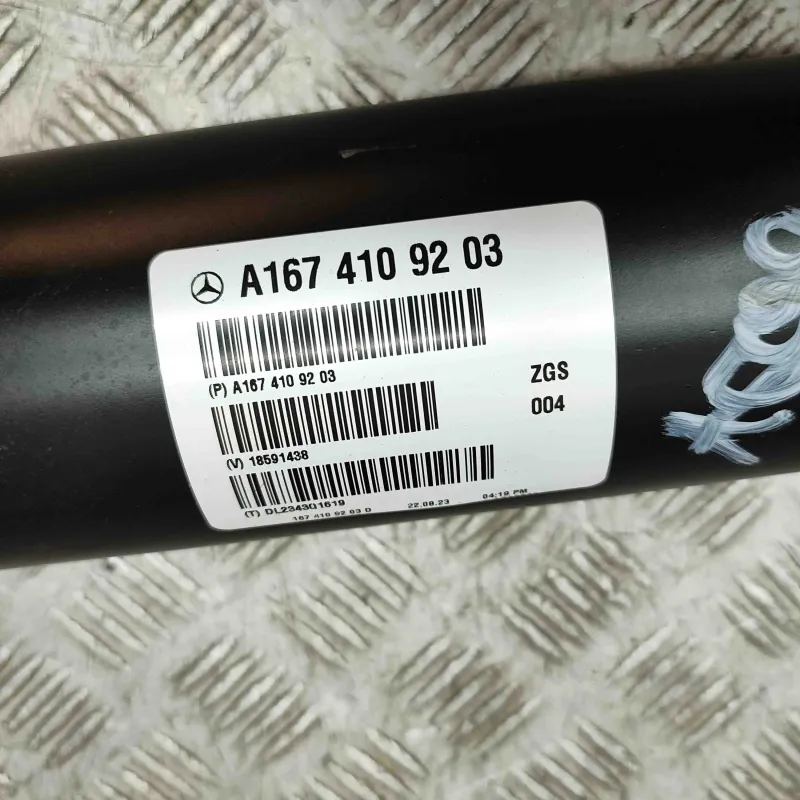 A167 410 92 03
(P) A167 410 92 03
ZGS
004
(V) 18591438
(T) DL234301619
167 410 92 03 D 22.08.23 04:19 PM